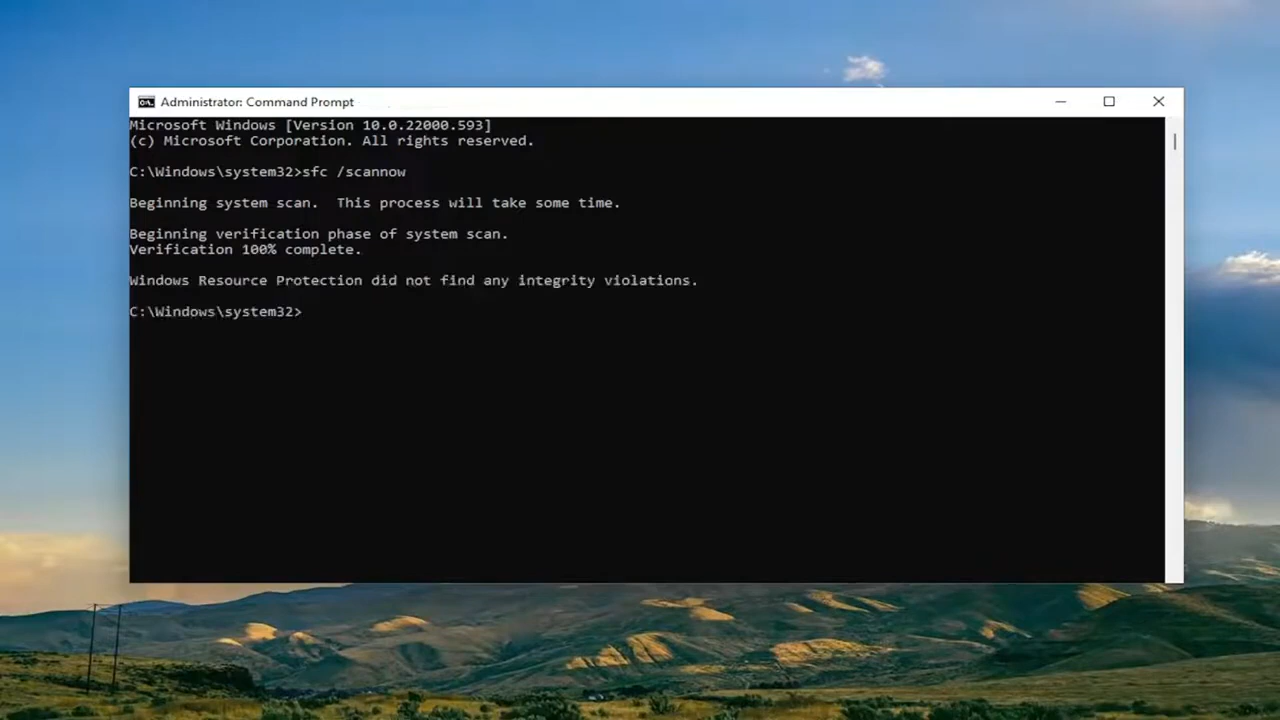 Administrator: Command Prompt
Microsoft Windows [Version 10.0.22000.593]
(c) Microsoft Corporation. All rights reserved.
C:\Windows\system32>sfc /scannow
Beginning system scan.  This process will take some time.
Beginning verification phase of system scan.
Verification 100% complete.
Windows Resource Protection did not find any integrity violations.
C:\Windows\system32>